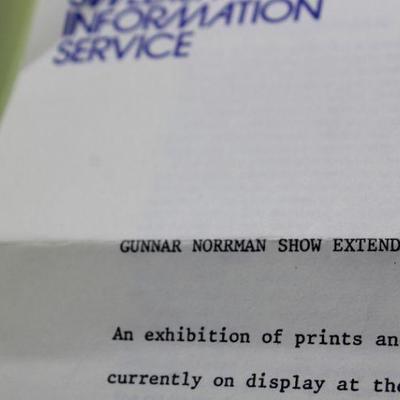 INFORMATION
SERVICE
GUNNAR NORRMAN SHOW EXTEND
An exhibition of prints an
currently on display at the